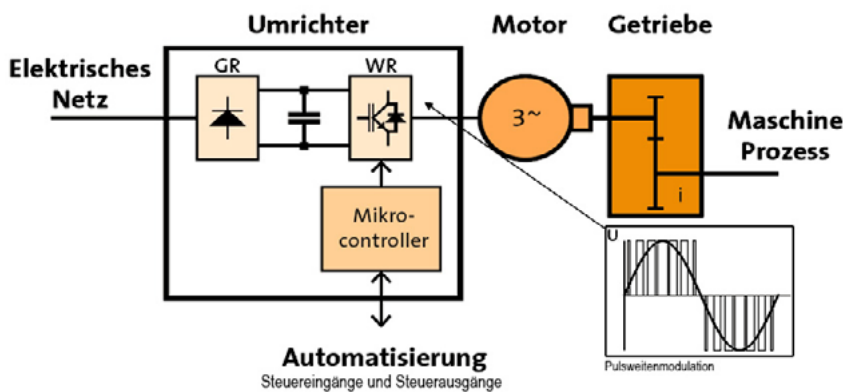 Umrichter
Motor
Getriebe
Elektrisches
Netz
GR
WR
3~
Maschine
Prozess
i
Mikro-
controller
U
Pulsweitenmodulation
Automatisierung
Steuereingänge und Steuerausgänge